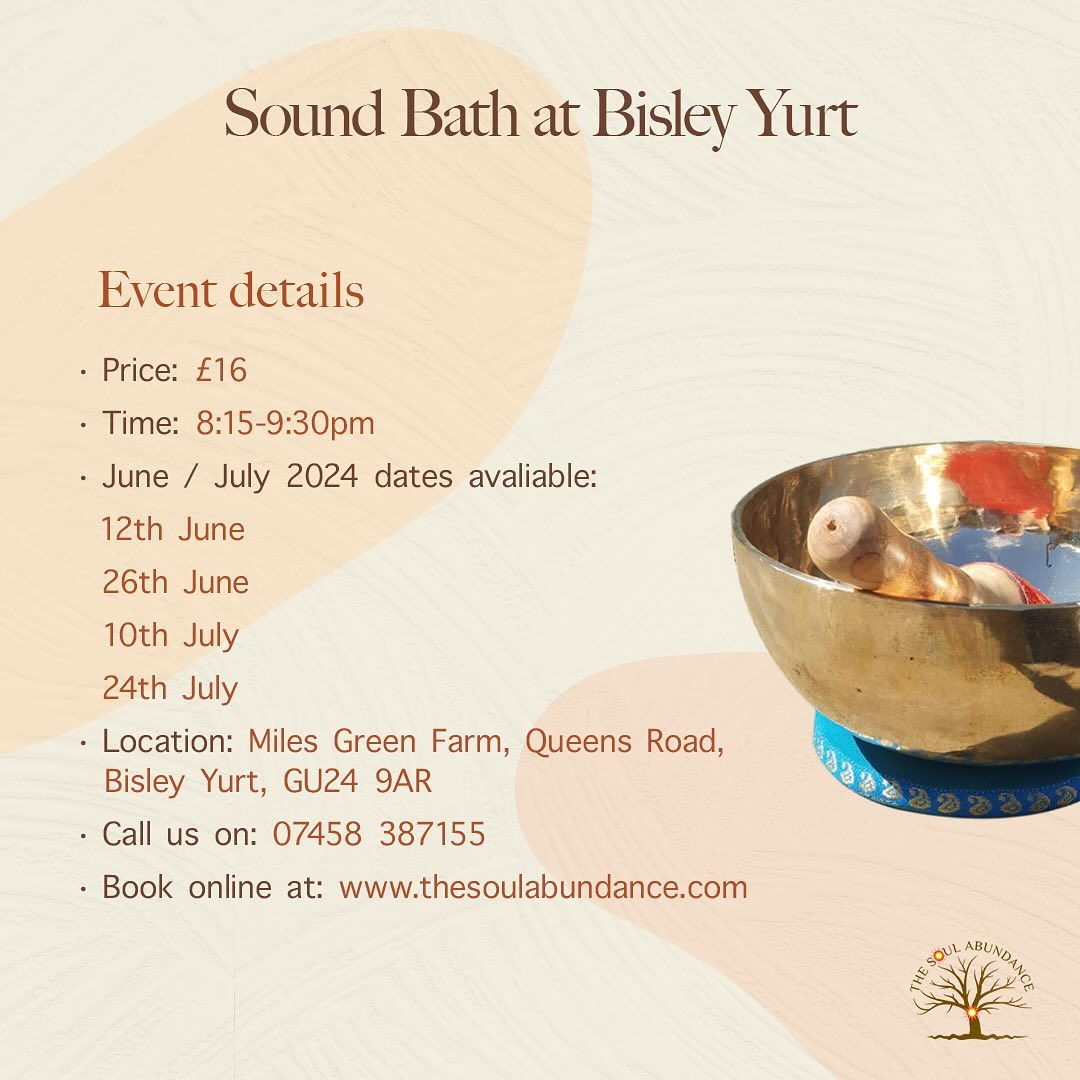 Sound Bath at Bisley Yurt
Event details
· Price: £16
· Time: 8:15-9:30pm
· June / July 2024 dates avaliable:
12th June
26th June
10th July
24th July
· Location: Miles Green Farm, Queens Road,
Bisley Yurt, GU24 9AR
· Call us on: 07458 387155
· Book online at: www.thesoulabundance.com
THE SOUL ABUNDANCE